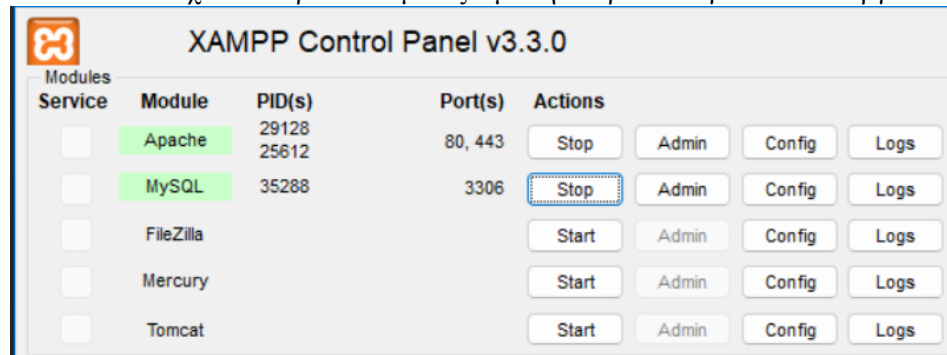 XAMPP Control Panel v3.3.0
Modules
Service Module PID(s) Port(s) Actions
Apache 29128 25612 80, 443 Stop Admin Config Logs
MySQL 35288 3306 Stop Admin Config Logs
FileZilla Start Admin Config Logs
Mercury Start Admin Config Logs
Tomcat Start Admin Config Logs